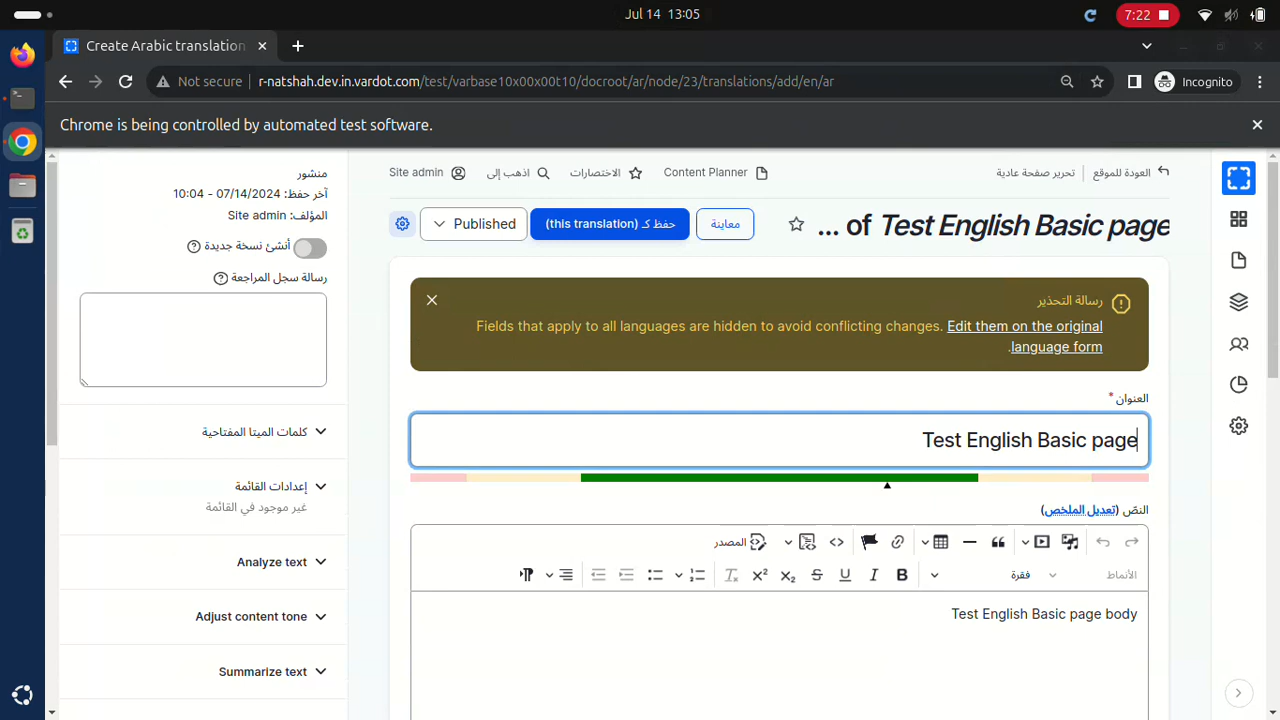 Jul 14 13:05
7:22
Create Arabic translation
Not secure
r-natshah.dev.in.vardot.com/test/varbase10x00x00t10/docroot/ar/node/23/translations/add/en/ar
Incognito
Chrome is being controlled by automated test software.
العودة للموقع
تحرير صفحة عادية
Content Planner
الاختصارات
اذهب إلى
Site admin
... of Test English Basic page
معاينة
حفظ كـ (this translation)
Published
رسالة التحذير
Fields that apply to all languages are hidden to avoid conflicting changes. Edit them on the original
language form.
العنوان *
Test English Basic page
النص (تعديل الملخص)
المصدر
الأنماط
فقرة
Test English Basic page body
منشور
آخر حفظ: 07/14/2024 - 10:04
المؤلف: Site admin
أنشئ نسخة جديدة
رسالة سجل المراجعة
كلمات الميتا المفتاحية
إعدادات القائمة
غير موجود في القائمة
Analyze text
Adjust content tone
Summarize text